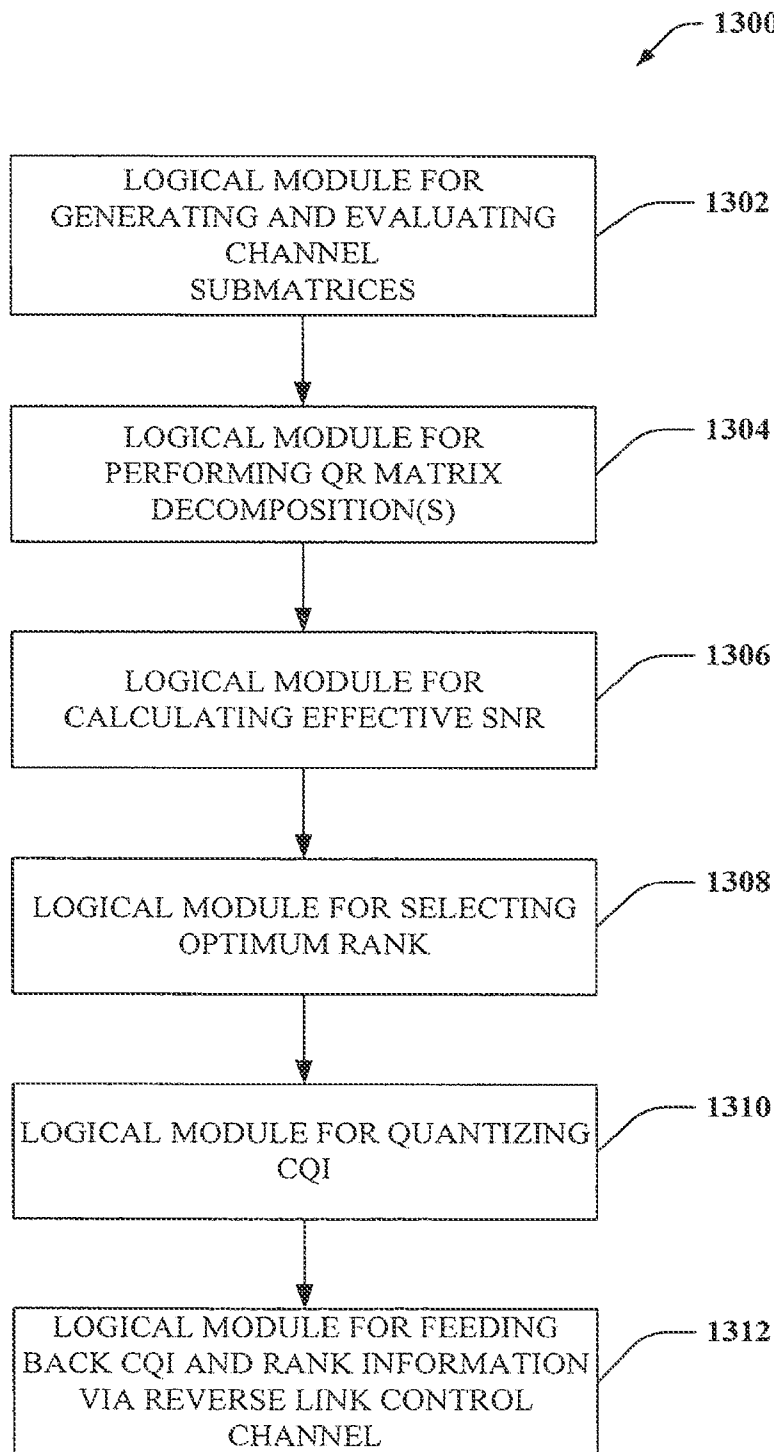 1300
LOGICAL MODULE FOR
GENERATING AND EVALUATING
CHANNEL
SUBMATRICES
1302
LOGICAL MODULE FOR
PERFORMING QR MATRIX
DECOMPOSITION(S)
1304
LOGICAL MODULE FOR
CALCULATING EFFECTIVE SNR
1306
LOGICAL MODULE FOR SELECTING
OPTIMUM RANK
1308
LOGICAL MODULE FOR QUANTIZING
CQI
1310
LOGICAL MODULE FOR FEEDING
BACK CQI AND RANK INFORMATION
VIA REVERSE LINK CONTROL
CHANNEL
1312